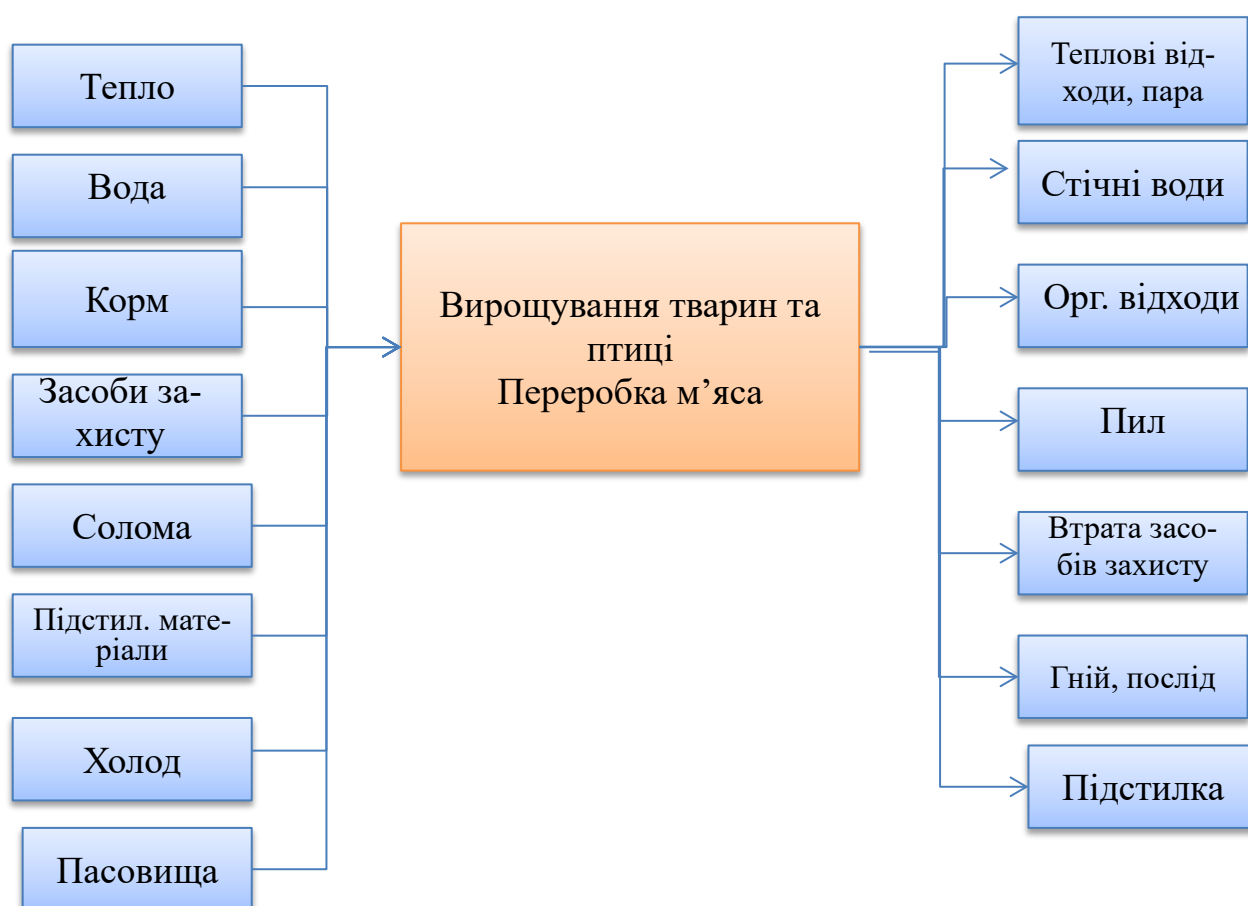 Тепло
Вода
Корм
Засоби за-
хисту
Солома
Підстил. мате-
ріали
Холод
Пасовища
Вирощування тварин та
птиці
Переробка м’яса
Теплові від-
ходи, пара
Стічні води
Орг. відходи
Пил
Втрата засо-
бів захисту
Гній, послід
Підстилка